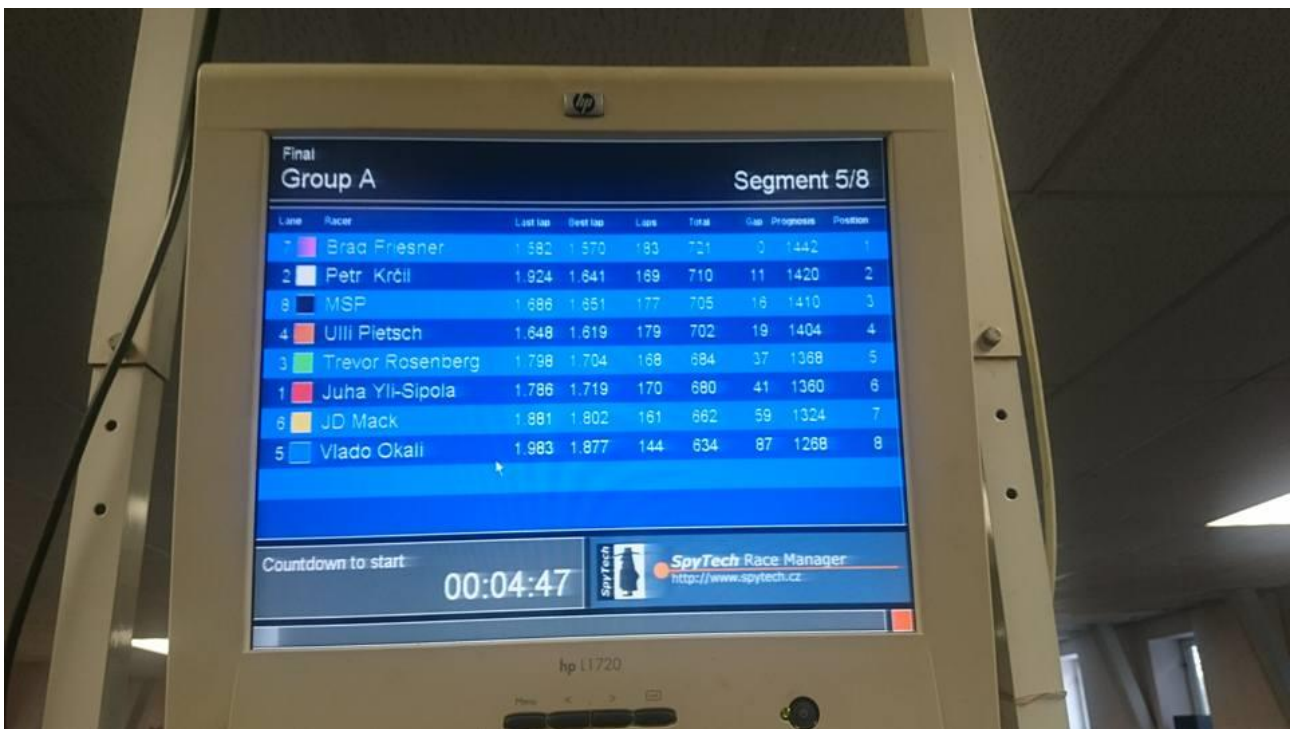 hp
Final
Group A Segment 5/8
Lane Racer Last lap Best lap Laps Total Gap Prognosis Position
7 Brad Friesner 1.582 1.570 183 721 0 1442 1
2 Petr Krčil 1.924 1.641 169 710 11 1420 2
8 MSP 1.686 1.651 177 705 16 1410 3
4 Ulli Pietsch 1.648 1.619 179 702 19 1404 4
3 Trevor Rosenberg 1.798 1.704 168 684 37 1368 5
1 Juha Yli-Sipola 1.786 1.719 170 680 41 1360 6
6 JD Mack 1.881 1.802 161 662 59 1324 7
5 Vlado Okali 1.983 1.877 144 634 87 1268 8
Countdown to start
00:04:47
SpyTech
SpyTech Race Manager
http://www.spytech.cz
hp L1720
Menu < >